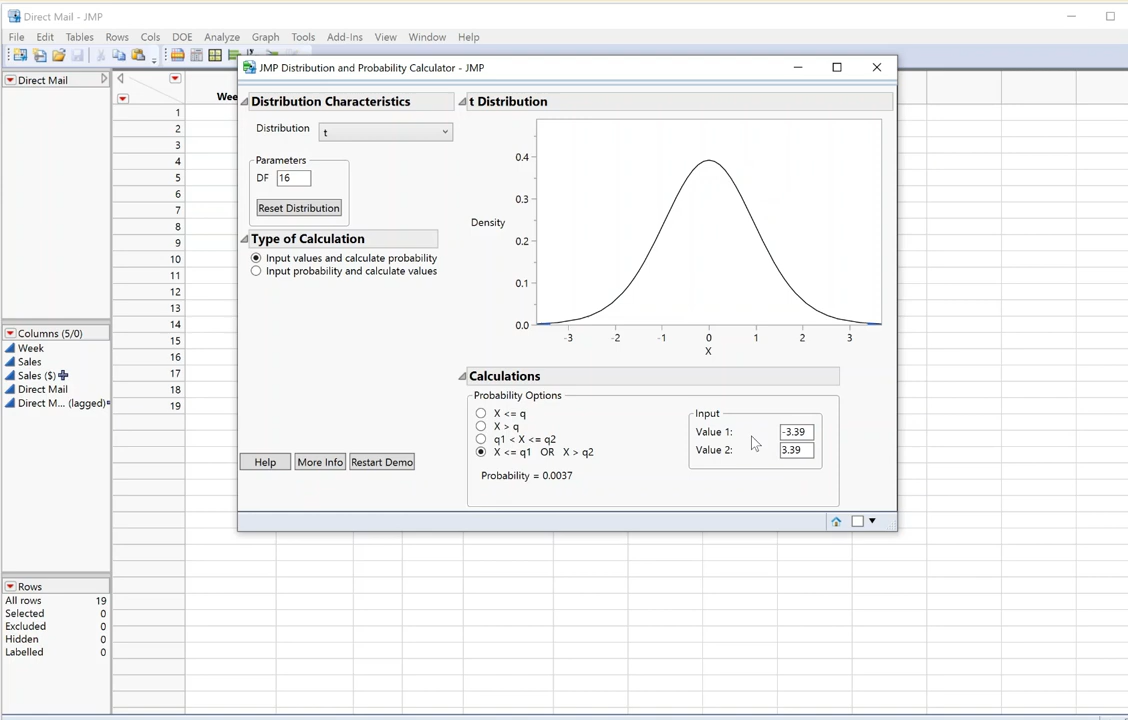 Direct Mail - JMP
File Edit Tables Rows Cols DOE Analyze Graph Tools Add-Ins View Window Help
Direct Mail
Wee
1
2
3
4
5
6
7
8
9
10
11
12
13
14
15
16
17
18
19
Columns (5/0)
Week
Sales
Sales ($)
Direct Mail
Direct M... (lagged)
Rows
All rows 19
Selected 0
Excluded 0
Hidden 0
Labelled 0
JMP Distribution and Probability Calculator - JMP
Distribution Characteristics
Distribution t
Parameters
DF 16
Reset Distribution
Type of Calculation
Input values and calculate probability
Input probability and calculate values
Help More Info Restart Demo
t Distribution
Density
0.4
0.3
0.2
0.1
0.0
-3 -2 -1 0 1 2 3
X
Calculations
Probability Options
X <= q
X > q
q1 < X <= q2
X <= q1 OR X > q2
Probability = 0.0037
Input
Value 1: -3.39
Value 2: 3.39